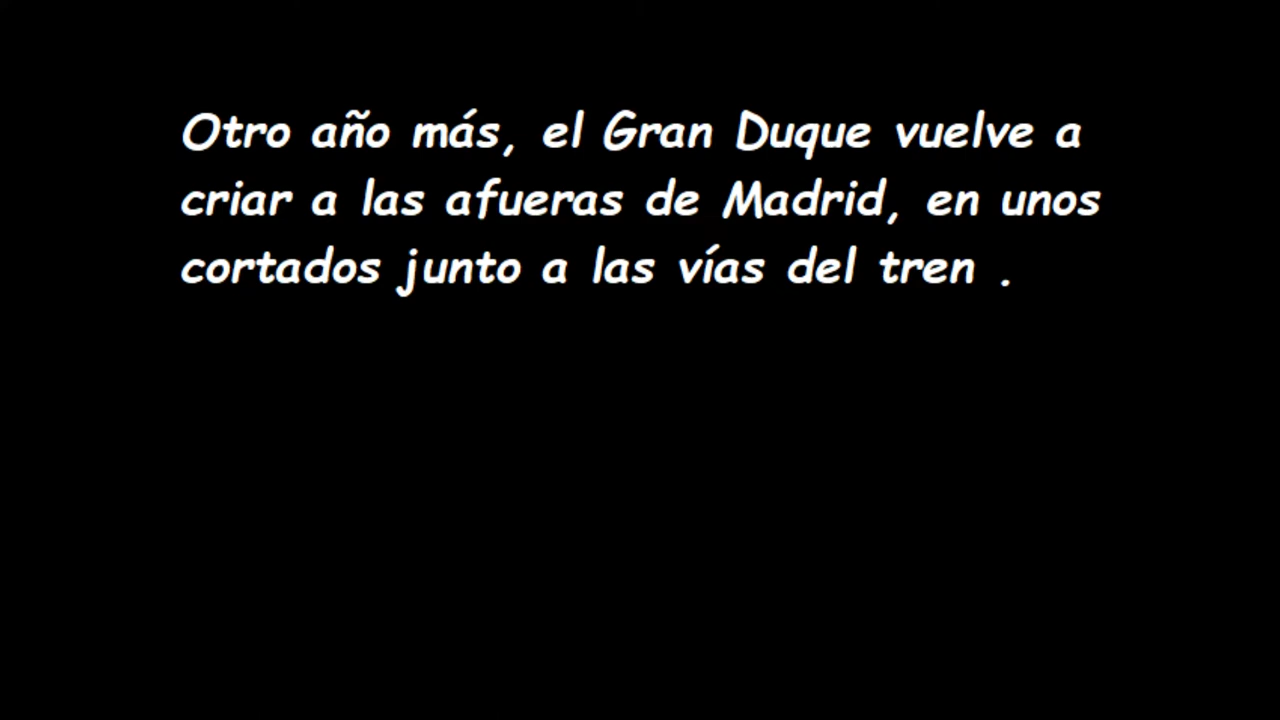 Otro año más, el Gran Duque vuelve a
criar a las afueras de Madrid, en unos
cortados junto a las vías del tren .